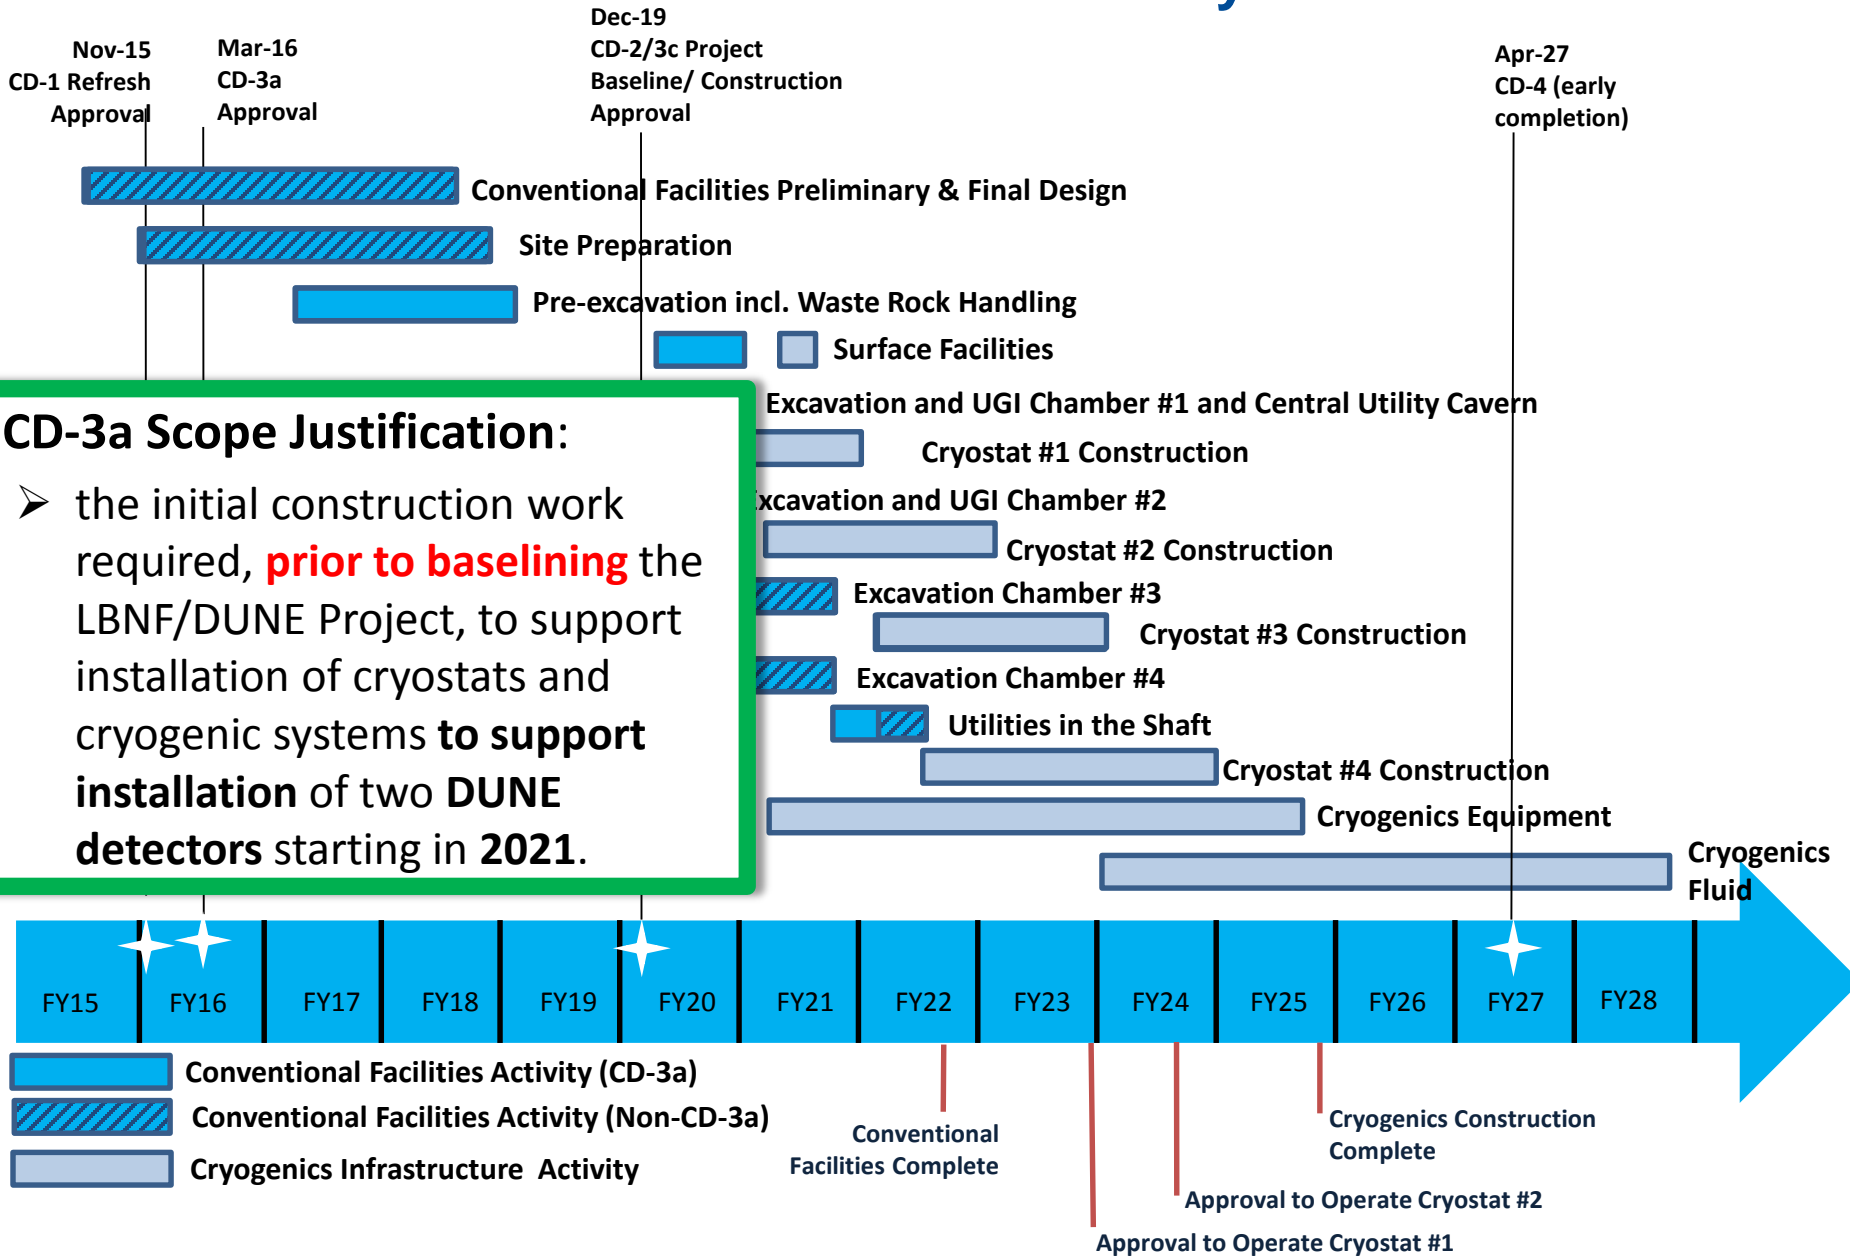 Dec-19
CD-2/3c Project
Baseline/ Construction
Approval
Nov-15
CD-1 Refresh
Approval
Mar-16
CD-3a
Approval
Apr-27
CD-4 (early
completion)
Conventional Facilities Preliminary & Final Design
Site Preparation
Pre-excavation incl. Waste Rock Handling
Surface Facilities
Excavation and UGI Chamber #1 and Central Utility Cavern
Cryostat #1 Construction
Excavation and UGI Chamber #2
Cryostat #2 Construction
Excavation Chamber #3
Cryostat #3 Construction
Excavation Chamber #4
Utilities in the Shaft
Cryostat #4 Construction
Cryogenics Equipment
Cryogenics
Fluid
CD-3a Scope Justification:
➢ the initial construction work
required, prior to baselining the
LBNF/DUNE Project, to support
installation of cryostats and
cryogenic systems to support
installation of two DUNE
detectors starting in 2021.
FY15 FY16 FY17 FY18 FY19 FY20 FY21 FY22 FY23 FY24 FY25 FY26 FY27 FY28
Conventional Facilities Activity (CD-3a)
Conventional Facilities Activity (Non-CD-3a)
Cryogenics Infrastructure Activity
Conventional
Facilities Complete
Cryogenics Construction
Complete
Approval to Operate Cryostat #2
Approval to Operate Cryostat #1